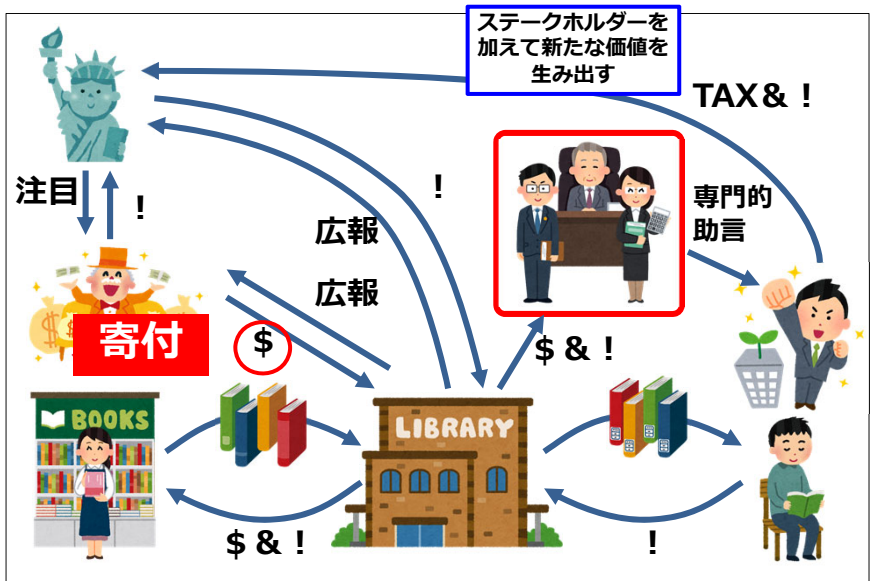 ステークホルダーを
加えて新たな価値を
生み出す
TAX＆！
注目
！
！
専門的
助言
広報
広報
寄付
＄
＄＆！
BOOKS
LIBRARY
＄＆！
！